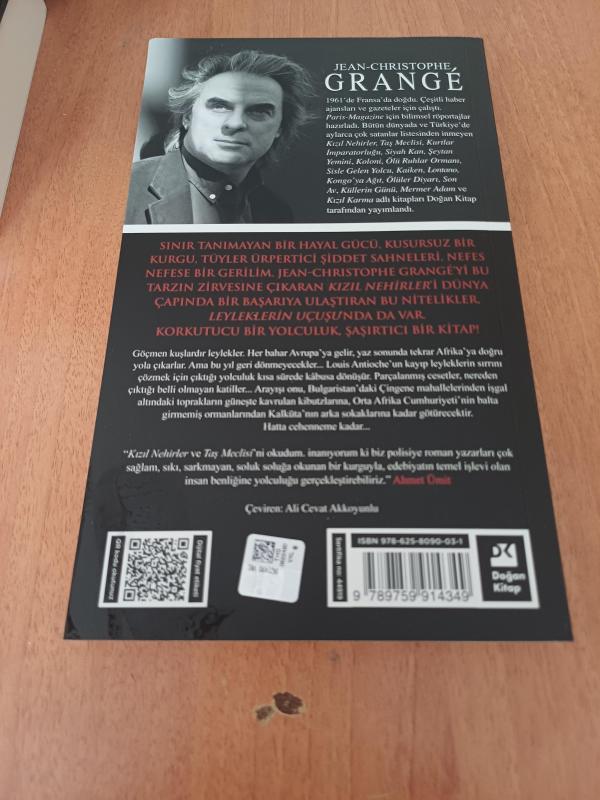 JEAN-CHRISTOPHE
GRANGÉ
1961'de Fransa'da doğdu. Çeşitli haber
ajansları ve gazeteler için çalıştı.
Paris-Magazine için bilimsel röportajlar
hazırladı. Bütün dünyada ve Türkiye'de
aylarca çok satanlar listesinden inmeyen
Kızıl Nehirler, Taş Meclisi, Kurtlar
İmparatorluğu, Siyah Kan, Şeytan
Yemini, Koloni, Ölü Ruhlar Ormanı,
Sisle Gelen Yolcu, Kaiken, Lontano,
Kongo'ya Ağıt, Ölüler Diyarı, Son
Av, Küllerin Günü, Mermer Adam ve
Kızıl Karma adlı kitapları Doğan Kitap
tarafından yayımlandı.
SINIR TANIMAYAN BİR HAYAL GÜCÜ, KUSURSUZ BİR
KURGU, TÜYLER ÜRPERTİCİ ŞİDDET SAHNELERİ, NEFES
NEFESE BİR GERİLİM. JEAN-CHRISTOPHE GRANGÉ'Yİ BU
TARZIN ZİRVESİNE ÇIKARAN KIZIL NEHİRLER'İ DÜNYA
ÇAPINDA BİR BAŞARIYA ULAŞTIRAN BU NİTELİKLER,
LEYLEKLERİN UÇUŞU'NDA DA VAR.
KORKUTUCU BİR YOLCULUK, ŞAŞIRTICI BİR KİTAP!
Göçmen kuşlardır leylekler. Her bahar Avrupa'ya gelir, yaz sonunda tekrar Afrika'ya doğru
yola çıkarlar. Ama bu yıl geri dönmeyecekler... Louis Antioche'un kayıp leyleklerin sırrını
çözmek için çıktığı yolculuk kısa sürede kâbusa dönüşür. Parçalanmış cesetler, nereden
çıktığı belli olmayan katiller... Arayışı onu, Bulgaristan'daki Çingene mahallelerinden işgal
altındaki toprakların güneşte kavrulan kibutzlarına, Orta Afrika Cumhuriyeti'nin balta
girmemiş ormanlarından Kalküta'nın arka sokaklarına kadar götürecektir.
Hatta cehenneme kadar...
"Kızıl Nehirler ve Taş Meclisi'ni okudum. inanıyorum ki biz polisiye roman yazarları çok
sağlam, sıkı, sarkmayan, soluk soluğa okunan bir kurguyla, edebiyatın temel işlevi olan
insan benliğine yolculuğu gerçekleştirebiliriz." Ahmet Ümit
Çeviren: Ali Cevat Akkoyunlu
QR kodu okutunuz
Dijital fiyat etiketi
Sertifika no: 44919
ISBN 978-625-8090-03-1
9 789759 914349
DK
Doğan
Kitap